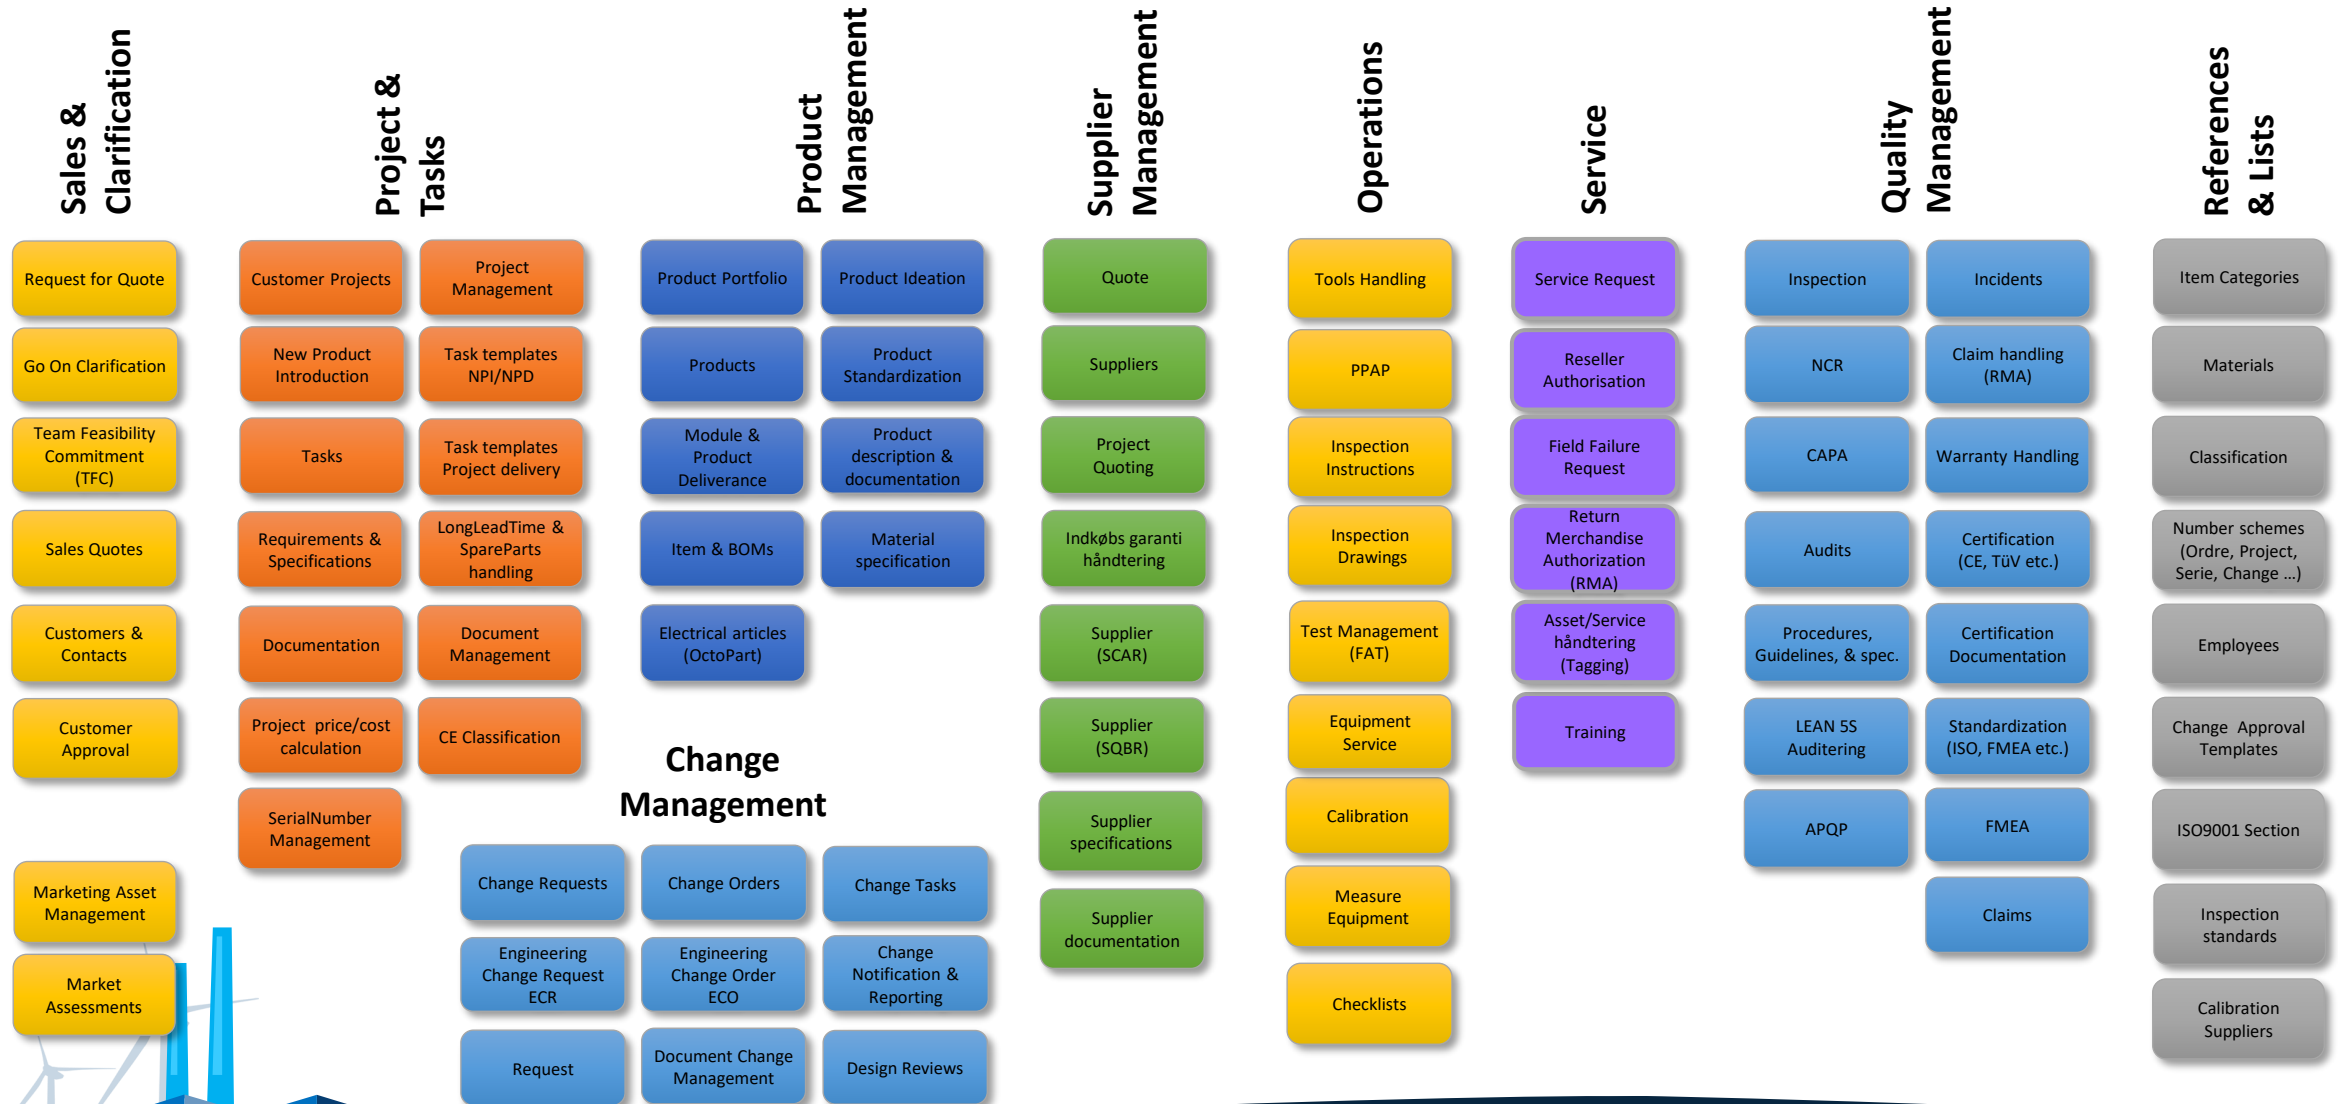 Sales &
Clarification
Project &
Tasks
Product
Management
Supplier
Management
Operations
Service
Quality
Management
References
& Lists
Request for Quote
Go On Clarification
Team Feasibility
Commitment
(TFC)
Sales Quotes
Customers &
Contacts
Customer
Approval
Marketing Asset
Management
Market
Assessments
Customer Projects
New Product
Introduction
Tasks
Requirements &
Specifications
Documentation
Project  price/cost
calculation
SerialNumber
Management
Project
Management
Task templates
NPI/NPD
Task templates
Project delivery
LongLeadTime &
SpareParts
handling
Document
Management
CE Classification
Product Portfolio
Products
Module &
Product
Deliverance
Item & BOMs
Electrical articles
(OctoPart)
Product Ideation
Product
Standardization
Product
description &
documentation
Material
specification
Change
Management
Change Requests
Change Orders
Change Tasks
Engineering
Change Request
ECR
Engineering
Change Order
ECO
Change
Notification &
Reporting
Request
Document Change
Management
Design Reviews
Quote
Suppliers
Project
Quoting
Indkøbs garanti
håndtering
Supplier
(SCAR)
Supplier
(SQBR)
Supplier
specifications
Supplier
documentation
Tools Handling
PPAP
Inspection
Instructions
Inspection
Drawings
Test Management
(FAT)
Equipment
Service
Calibration
Measure
Equipment
Checklists
Service Request
Reseller
Authorisation
Field Failure
Request
Return
Merchandise
Authorization
(RMA)
Asset/Service
håndtering
(Tagging)
Training
Inspection
NCR
CAPA
Audits
Procedures,
Guidelines, & spec.
LEAN 5S
Auditering
APQP
Incidents
Claim handling
(RMA)
Warranty Handling
Certification
(CE, TüV etc.)
Certification
Documentation
Standardization
(ISO, FMEA etc.)
FMEA
Claims
Item Categories
Materials
Classification
Number schemes
(Ordre, Project,
Serie, Change ...)
Employees
Change  Approval
Templates
ISO9001 Section
Inspection
standards
Calibration
Suppliers